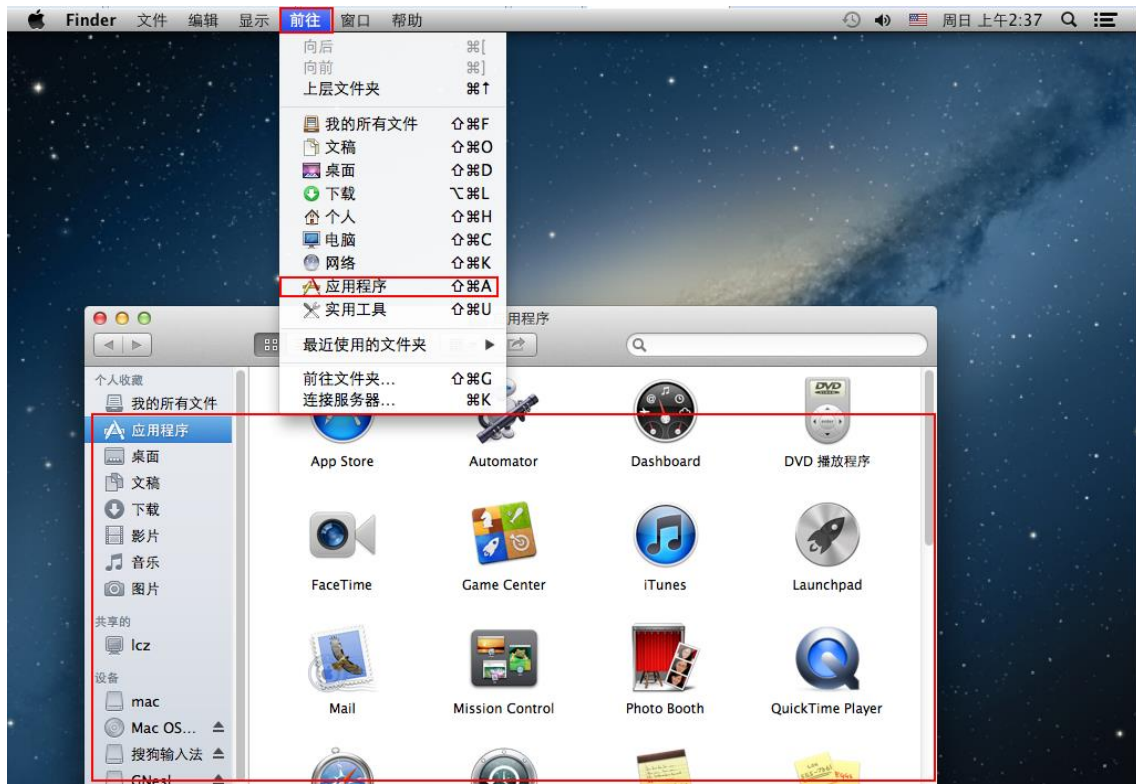 Finder 文件 编辑 显示 前往 窗口 帮助 周日 上午2:37
向后 ⌘[
向前 ⌘]
上层文件夹 ⌘↑
我的所有文件 ⇧⌘F
文稿 ⇧⌘O
桌面 ⇧⌘D
下载 ⌥⌘L
个人 ⇧⌘H
电脑 ⇧⌘C
网络 ⇧⌘K
应用程序 ⇧⌘A
实用工具 ⇧⌘U
最近使用的文件夹 ▶
前往文件夹... ⇧⌘G
连接服务器... ⌘K
用程序
个人收藏
我的所有文件
应用程序
桌面
文稿
下载
影片
音乐
图片
共享的
lcz
设备
mac
Mac OS...
搜狗输入法
App Store Automator Dashboard DVD 播放程序
FaceTime Game Center iTunes Launchpad
Mail Mission Control Photo Booth QuickTime Player
DVD